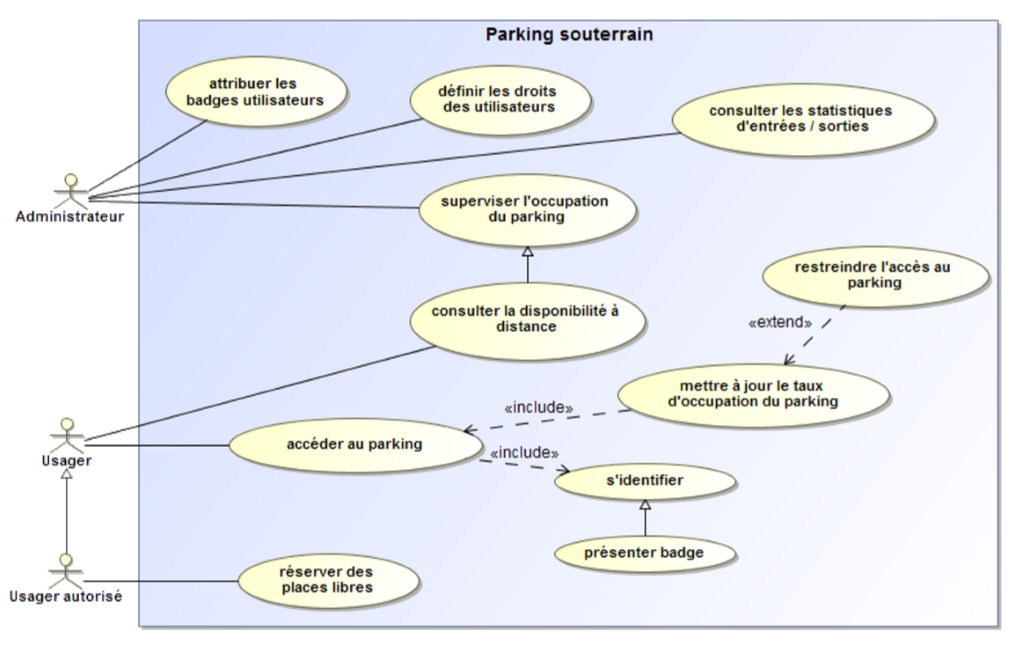 Parking souterrain
attribuer les
badges utilisateurs
définir les droits
des utilisateurs
consulter les statistiques
d'entrées / sorties
Administrateur
superviser l'occupation
du parking
restreindre l'accès au
parking
consulter la disponibilité à
distance
«extend»
mettre à jour le taux
d'occupation du parking
«include»
Usager
accéder au parking
«include»
s'identifier
présenter badge
réserver des
places libres
Usager autorisé